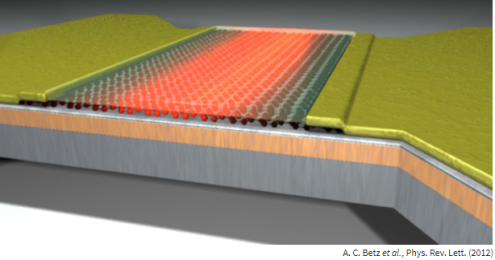 A. C. Betz et al., Phys. Rev. Lett. (2012)